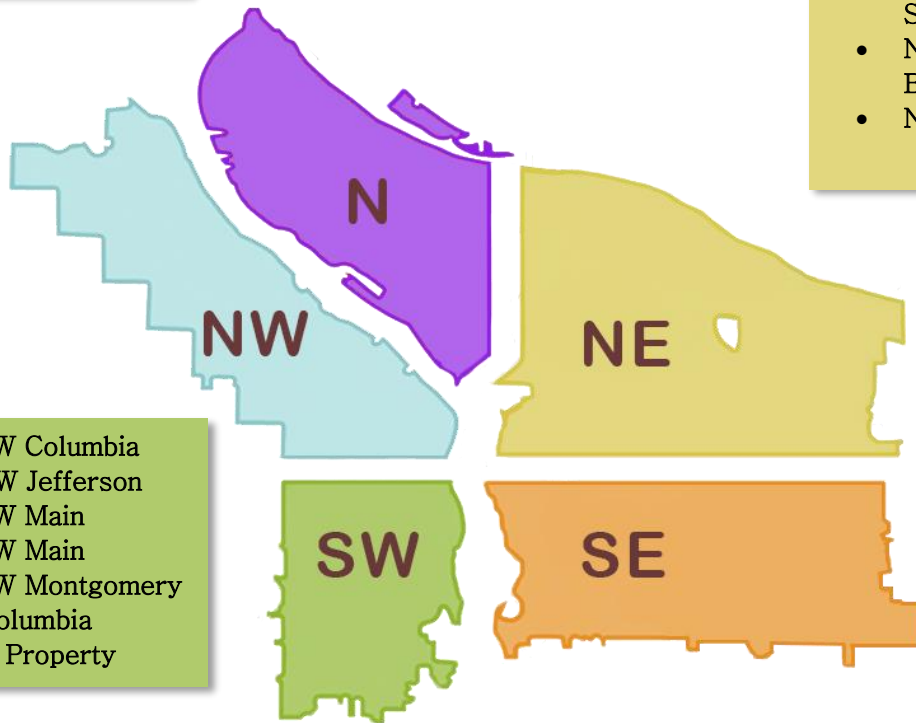 S
• N
E
• N
N
NW
NE
W Columbia
W Jefferson
W Main
W Main
W Montgomery
olumbia
Property
SW
SE